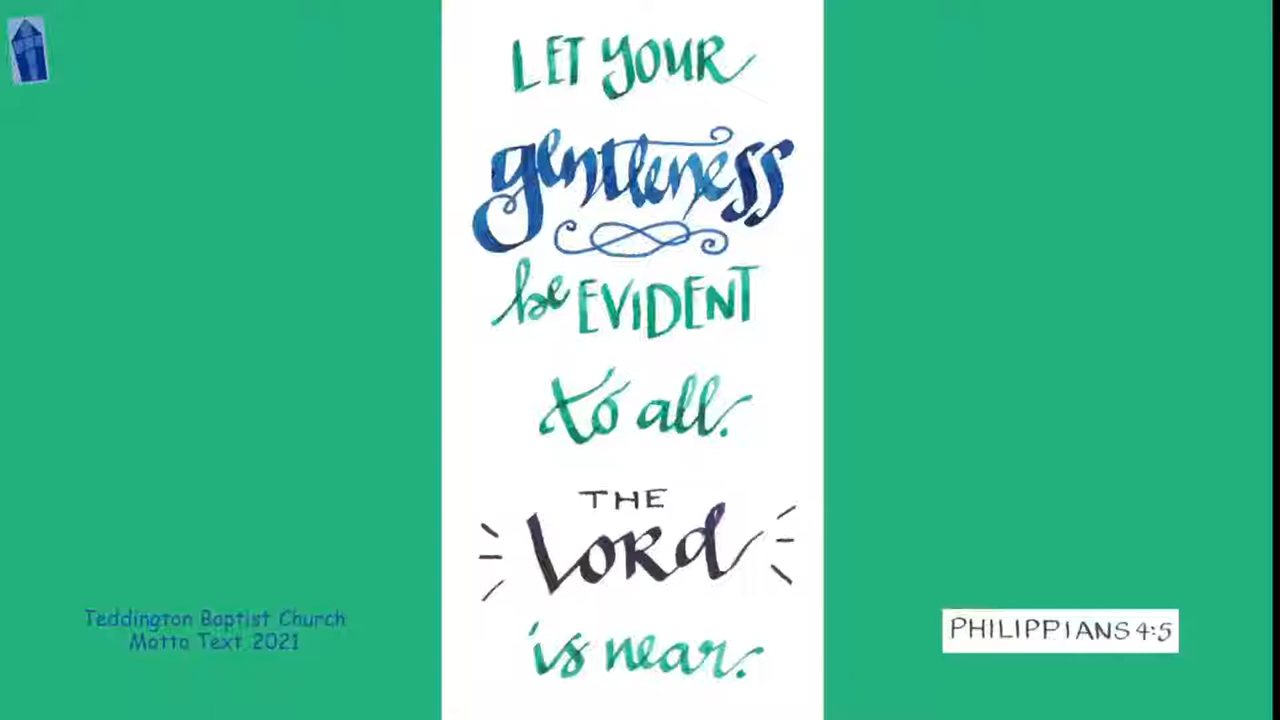 LET YOUR
gentleness
be EVIDENT
to all.
THE
LORd
is near.
Teddington Baptist Church
Motto Text 2021
PHILIPPIANS 4:5